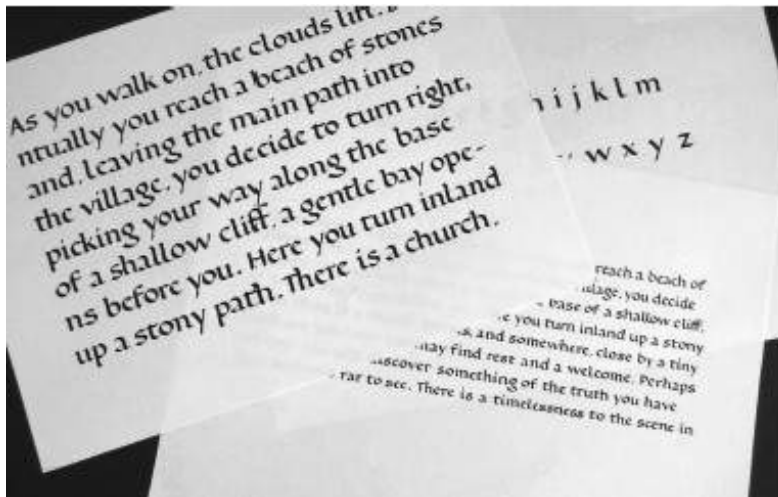 As you walk on, the clouds lift.
ntually you reach a beach of stones
and, leaving the main path into
the village, you decide to turn right,
picking your way along the base
of a shallow cliff, a gentle bay ope-
ns before you. Here you turn inland
up a stony path. There is a church.
i j k l m
w x y z
reach a beach of
you decide
base of a shallow cliff,
you turn inland up a stony
and somewhere, close by a tiny
may find rest and a welcome. Perhaps
discover something of the truth you have
far to see. There is a timelessness to the scene in